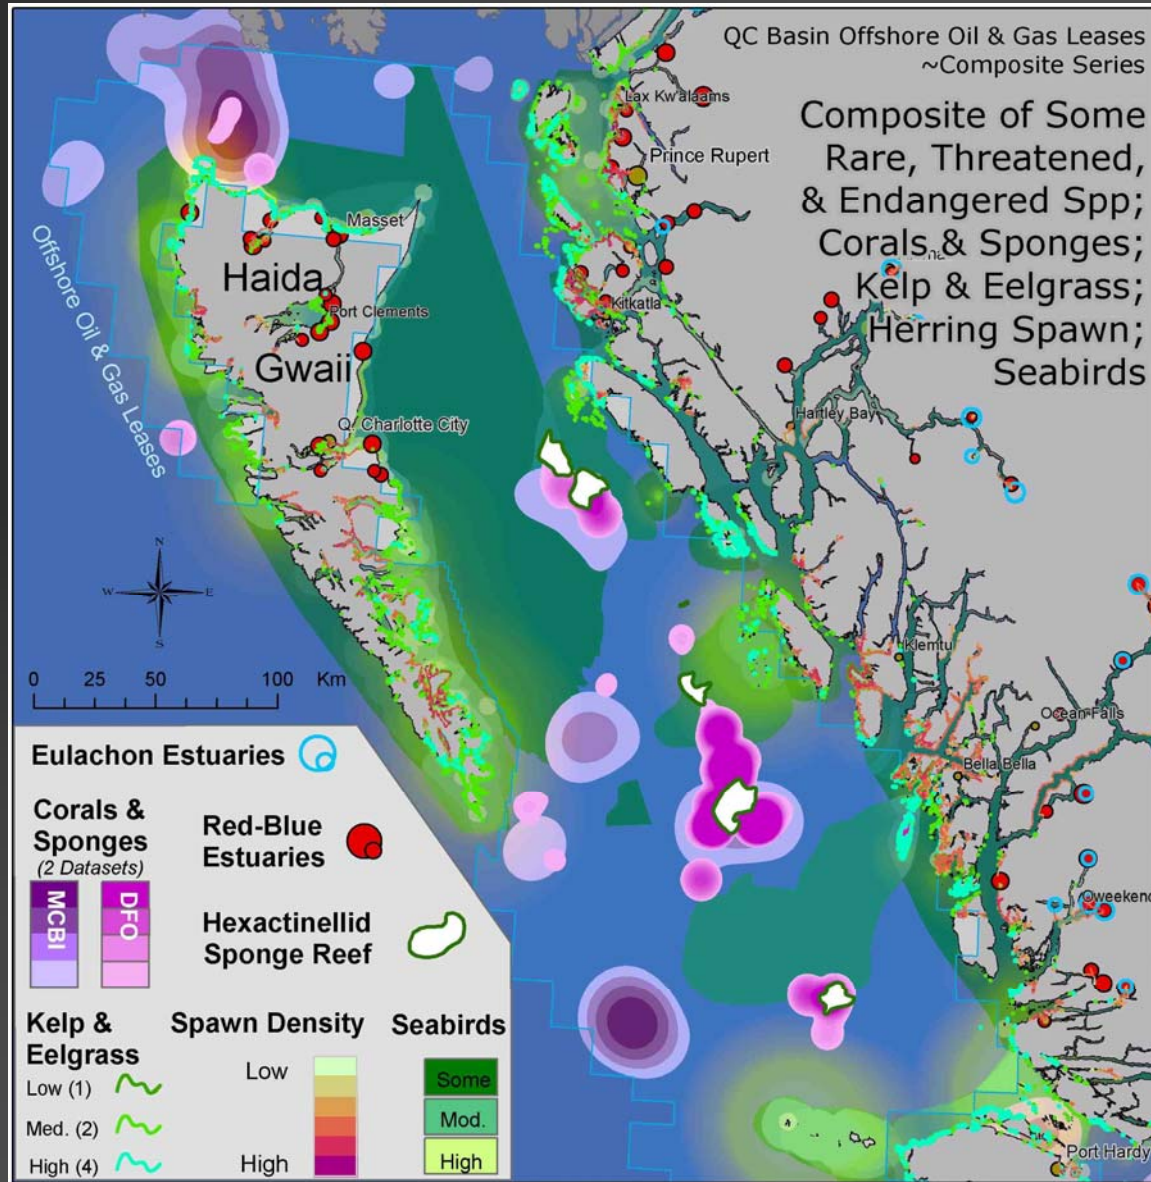 QC Basin Offshore Oil & Gas Leases
~Composite Series
Composite of Some
Rare, Threatened,
& Endangered Spp;
Corals & Sponges;
Kelp & Eelgrass;
Herring Spawn;
Seabirds
Lax Kw'alaams
Prince Rupert
Masset
Haida
Port Clements
Gwaii
Q. Charlotte City
Offshore Oil & Gas Leases
Kitkatla
Hartley Bay
Klemtu
Ocean Falls
Bella Bella
Port Hardy
N
W
E
S
0 25 50 100 Km
Eulachon Estuaries
Corals &
Sponges
(2 Datasets)
MCBI
DFO
Red-Blue
Estuaries
Hexactinellid
Sponge Reef
Kelp &
Eelgrass
Low (1)
Med. (2)
High (4)
Spawn Density
Low
High
Seabirds
Some
Mod.
High